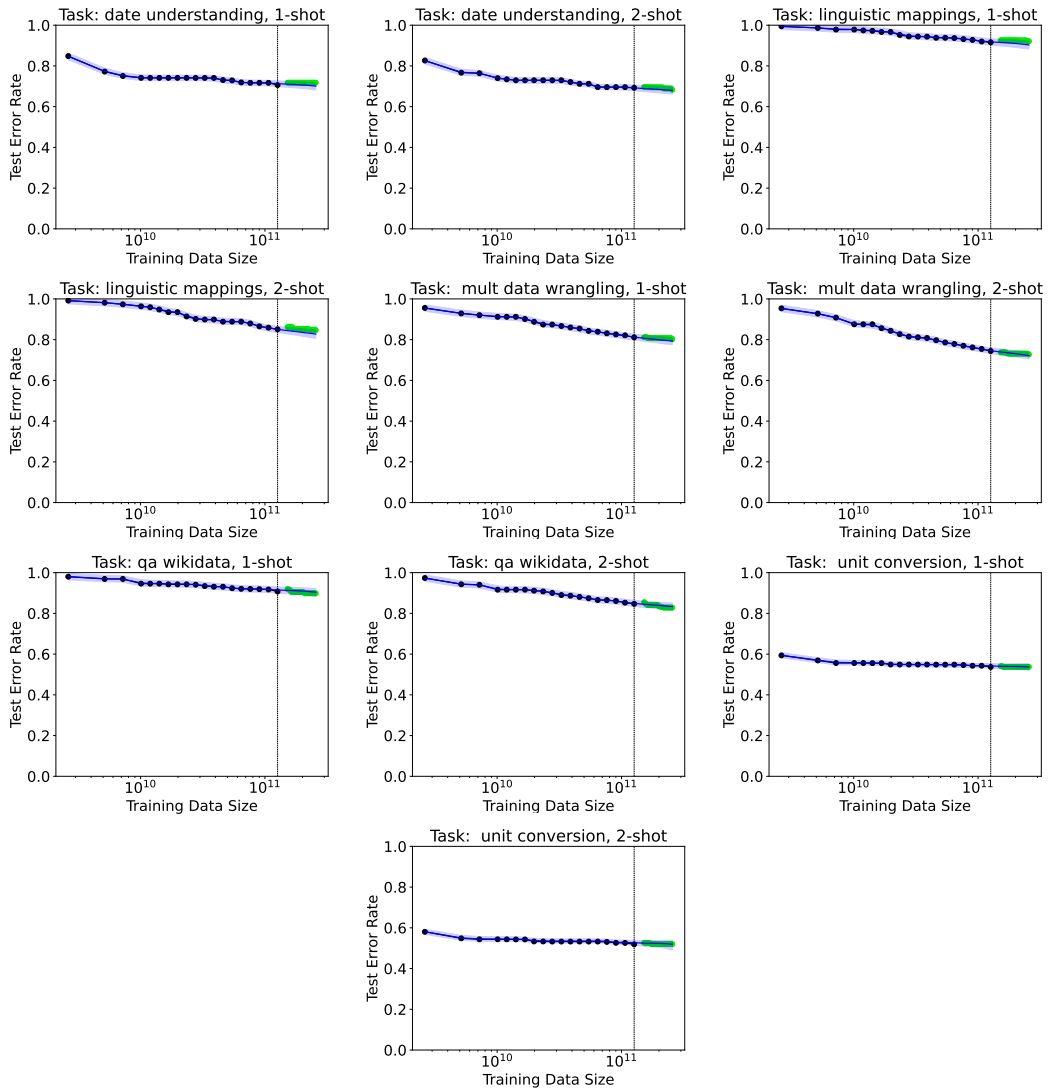 Task: date understanding, 1-shot
Test Error Rate
1.0
0.8
0.6
0.4
0.2
0.0
10^10
10^11
Training Data Size
Task: date understanding, 2-shot
Test Error Rate
1.0
0.8
0.6
0.4
0.2
0.0
10^10
10^11
Training Data Size
Task: linguistic mappings, 1-shot
Test Error Rate
1.0
0.8
0.6
0.4
0.2
0.0
10^10
10^11
Training Data Size
Task: linguistic mappings, 2-shot
Test Error Rate
1.0
0.8
0.6
0.4
0.2
0.0
10^10
10^11
Training Data Size
Task:  mult data wrangling, 1-shot
Test Error Rate
1.0
0.8
0.6
0.4
0.2
0.0
10^10
10^11
Training Data Size
Task:  mult data wrangling, 2-shot
Test Error Rate
1.0
0.8
0.6
0.4
0.2
0.0
10^10
10^11
Training Data Size
Task: qa wikidata, 1-shot
Test Error Rate
1.0
0.8
0.6
0.4
0.2
0.0
10^10
10^11
Training Data Size
Task: qa wikidata, 2-shot
Test Error Rate
1.0
0.8
0.6
0.4
0.2
0.0
10^10
10^11
Training Data Size
Task:  unit conversion, 1-shot
Test Error Rate
1.0
0.8
0.6
0.4
0.2
0.0
10^10
10^11
Training Data Size
Task:  unit conversion, 2-shot
Test Error Rate
1.0
0.8
0.6
0.4
0.2
0.0
10^10
10^11
Training Data Size